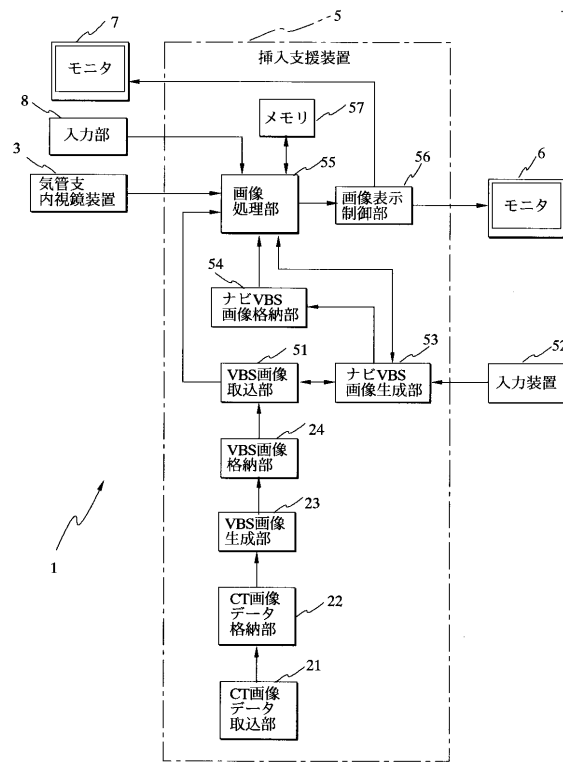 7
5
モニタ
挿入支援装置
57
メモリ
8
入力部
55
56
3
気管支
内視鏡装置
画像
処理部
画像表示
制御部
6
モニタ
54
ナビVBS
画像格納部
51
53
52
VBS画像
取込部
ナビVBS
画像生成部
入力装置
24
VBS画像
格納部
23
VBS画像
生成部
1
22
CT画像
データ
格納部
21
CT画像
データ
取込部